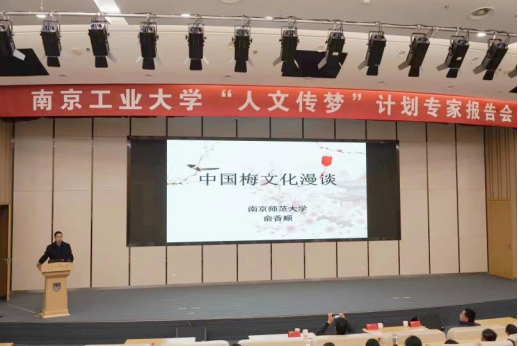 南京工业大学“人文传梦”计划专家报告会
中国梅文化漫谈
南京师范大学
俞香顺